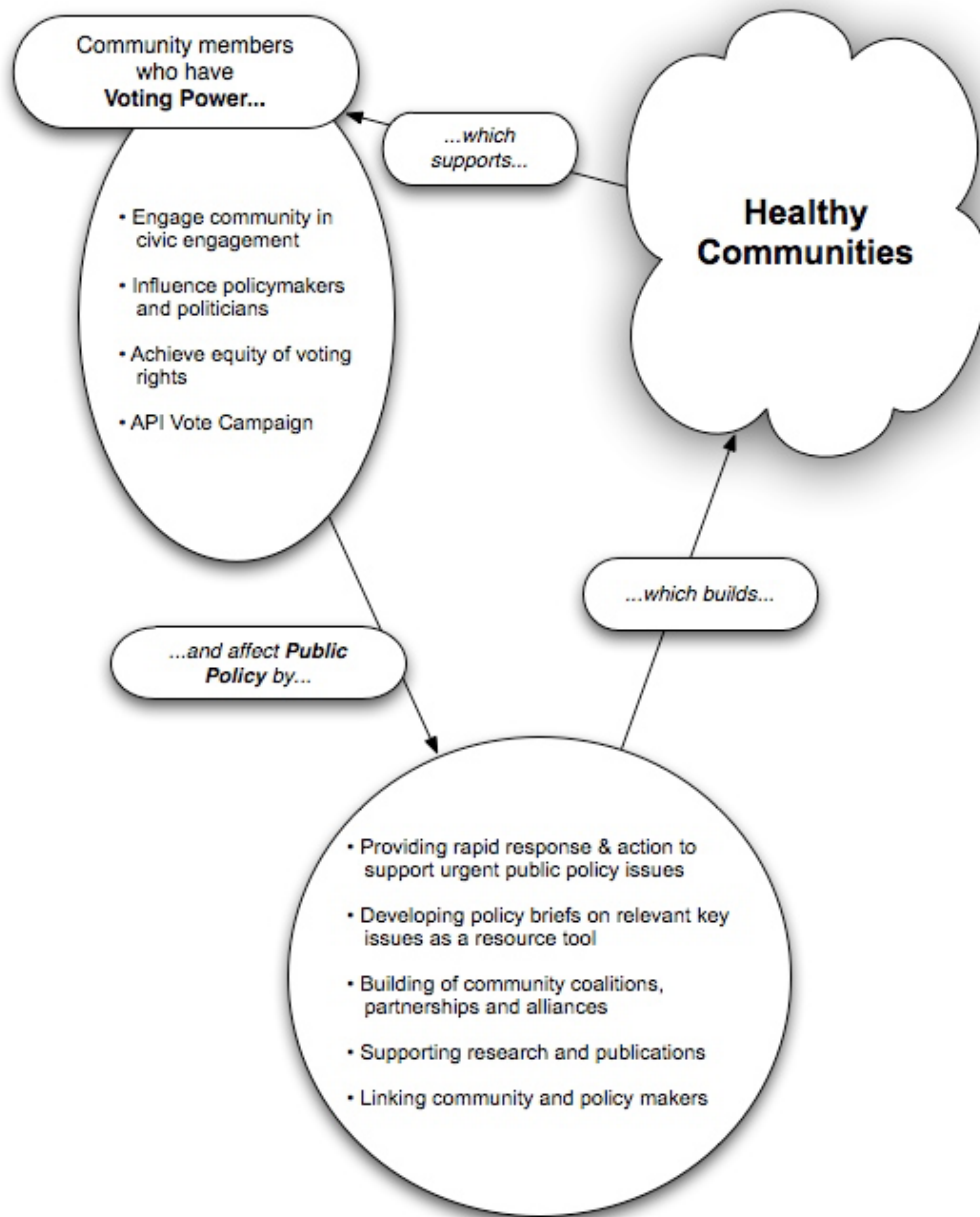 Community members
who have
Voting Power...
• Engage community in
civic engagement
• Influence policymakers
and politicians
• Achieve equity of voting
rights
• API Vote Campaign
...and affect Public
Policy by...
• Providing rapid response & action to
support urgent public policy issues
• Developing policy briefs on relevant key
issues as a resource tool
• Building of community coalitions,
partnerships and alliances
• Supporting research and publications
• Linking community and policy makers
...which builds...
Healthy
Communities
...which
supports...